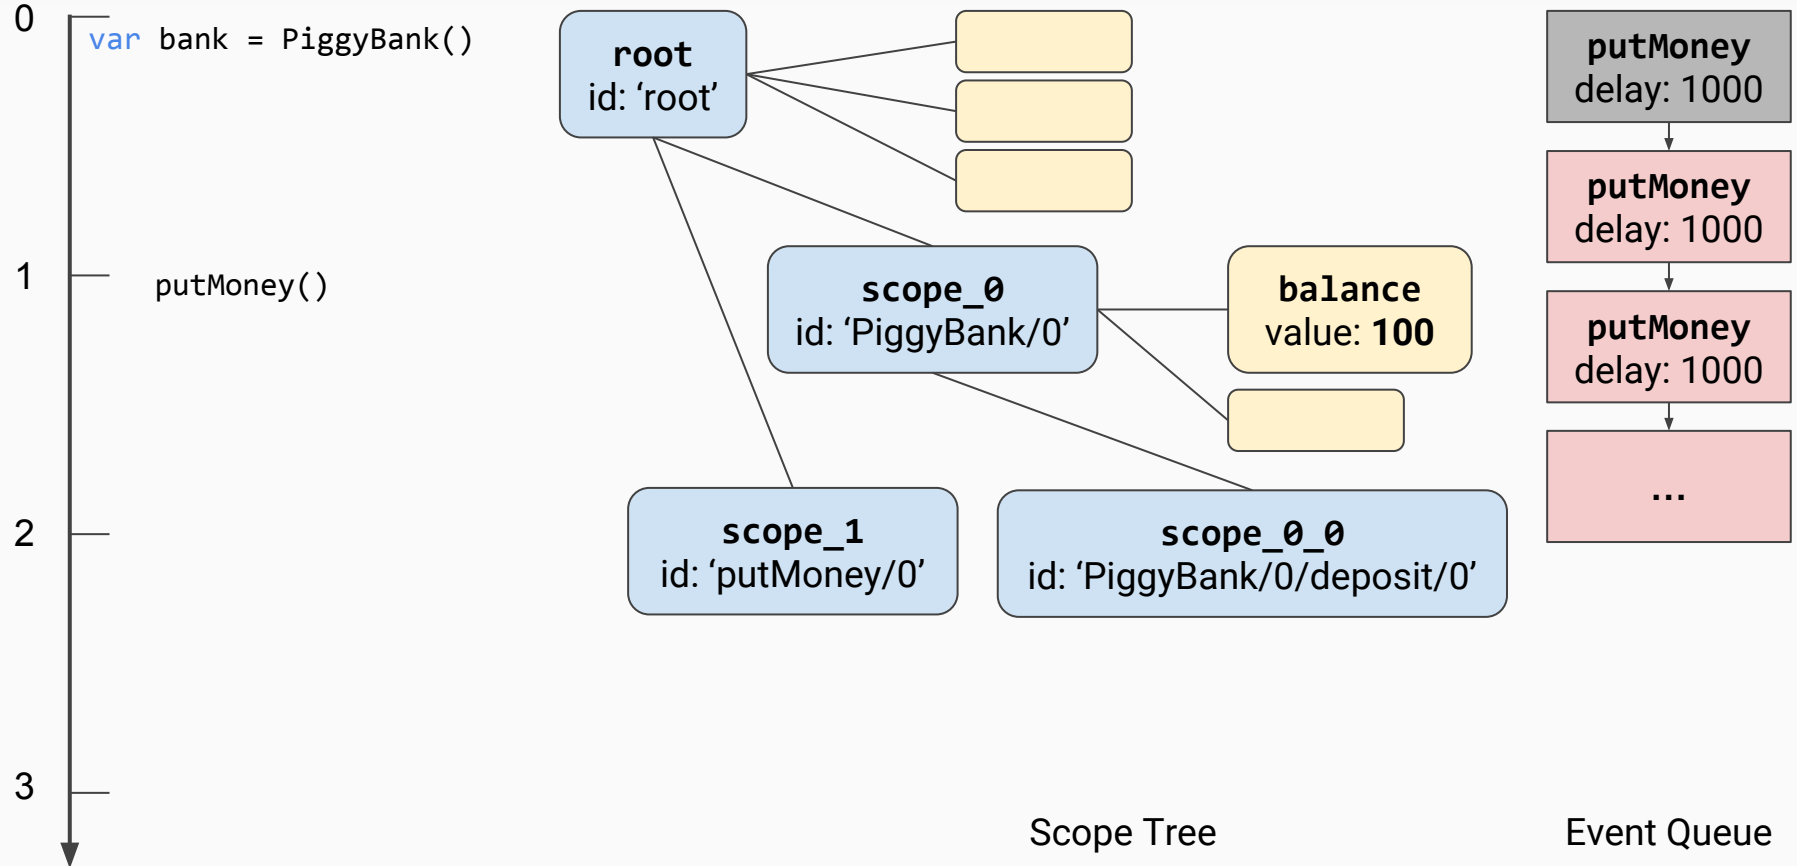 0
var bank = PiggyBank()
1
putMoney()
2
3
root
id: ‘root’
scope_0
id: ‘PiggyBank/0’
balance
value: 100
scope_1
id: ‘putMoney/0’
scope_0_0
id: ‘PiggyBank/0/deposit/0’
Scope Tree
putMoney
delay: 1000
putMoney
delay: 1000
putMoney
delay: 1000
...
Event Queue